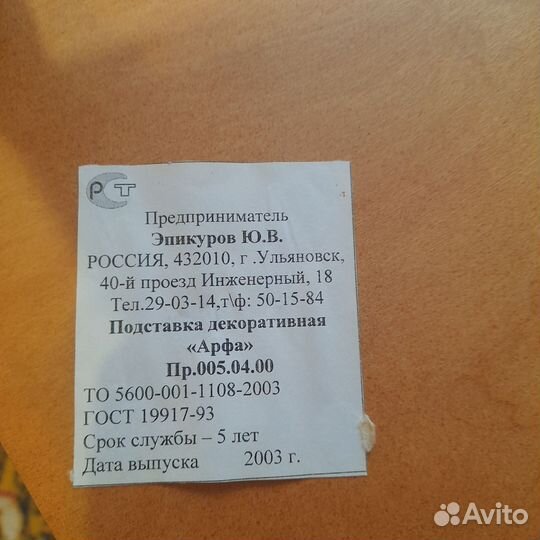 РСТ
Предприниматель
Эпикуров Ю.В.
РОССИЯ, 432010, г .Ульяновск,
40-й проезд Инженерный, 18
Тел.29-03-14,т\ф: 50-15-84
Подставка декоративная
«Арфа»
Пр.005.04.00
ТО 5600-001-1108-2003
ГОСТ 19917-93
Срок службы – 5 лет
Дата выпуска 2003 г.
Avito